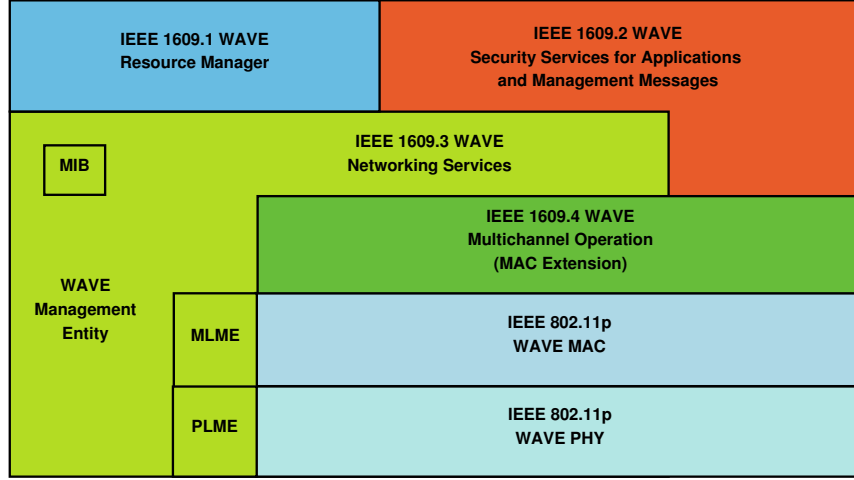 IEEE 1609.1 WAVE
Resource Manager
IEEE 1609.2 WAVE
Security Services for Applications
and Management Messages
IEEE 1609.3 WAVE
Networking Services
MIB
IEEE 1609.4 WAVE
Multichannel Operation
(MAC Extension)
WAVE
Management
Entity
MLME
IEEE 802.11p
WAVE MAC
PLME
IEEE 802.11p
WAVE PHY